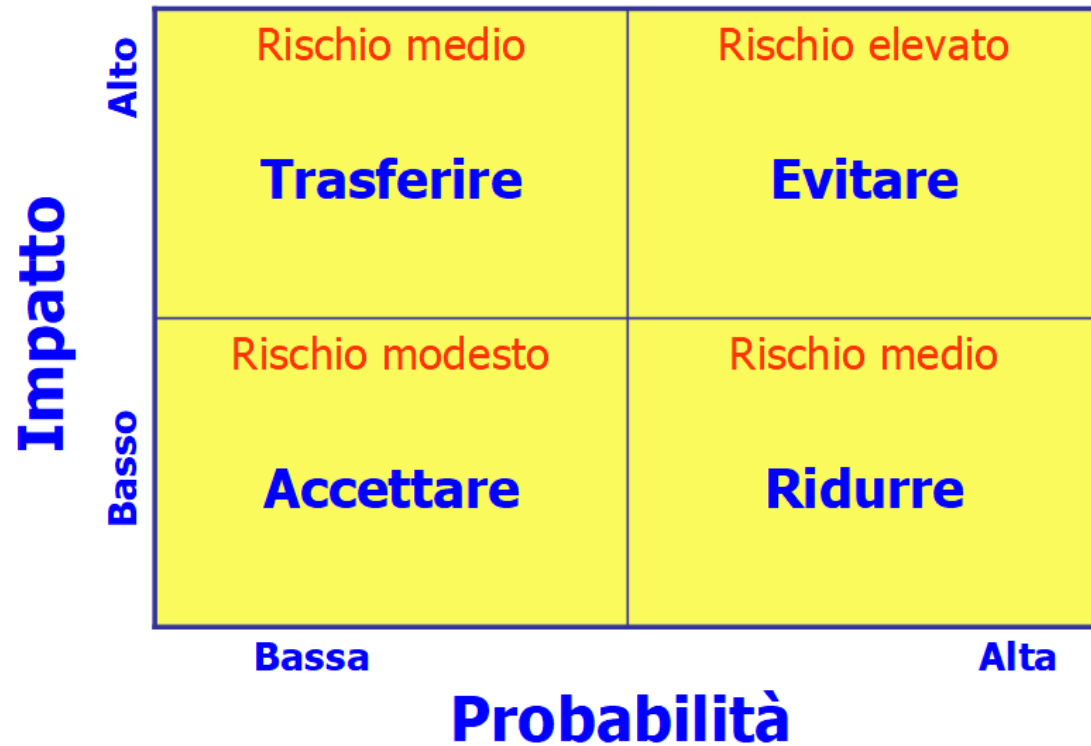 Impatto
Alto
Basso
Rischio medio
Rischio elevato
Trasferire
Evitare
Rischio modesto
Rischio medio
Accettare
Ridurre
Bassa
Alta
Probabilità